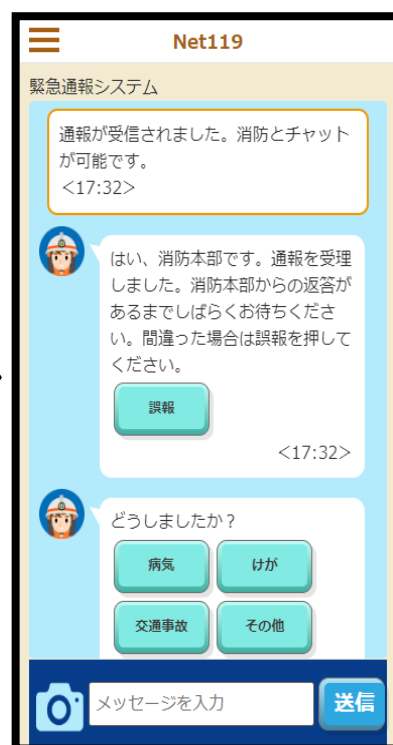 Net119
緊急通報システム
通報が受信されました。消防とチャット
が可能です。
<17:32>
はい、消防本部です。通報を受理
しました。消防本部からの返答が
あるまでしばらくお待ちくださ
い。間違った場合は誤報を押して
ください。
誤報
<17:32>
どうしましたか？
病気 けが
交通事故 その他
メッセージを入力 送信